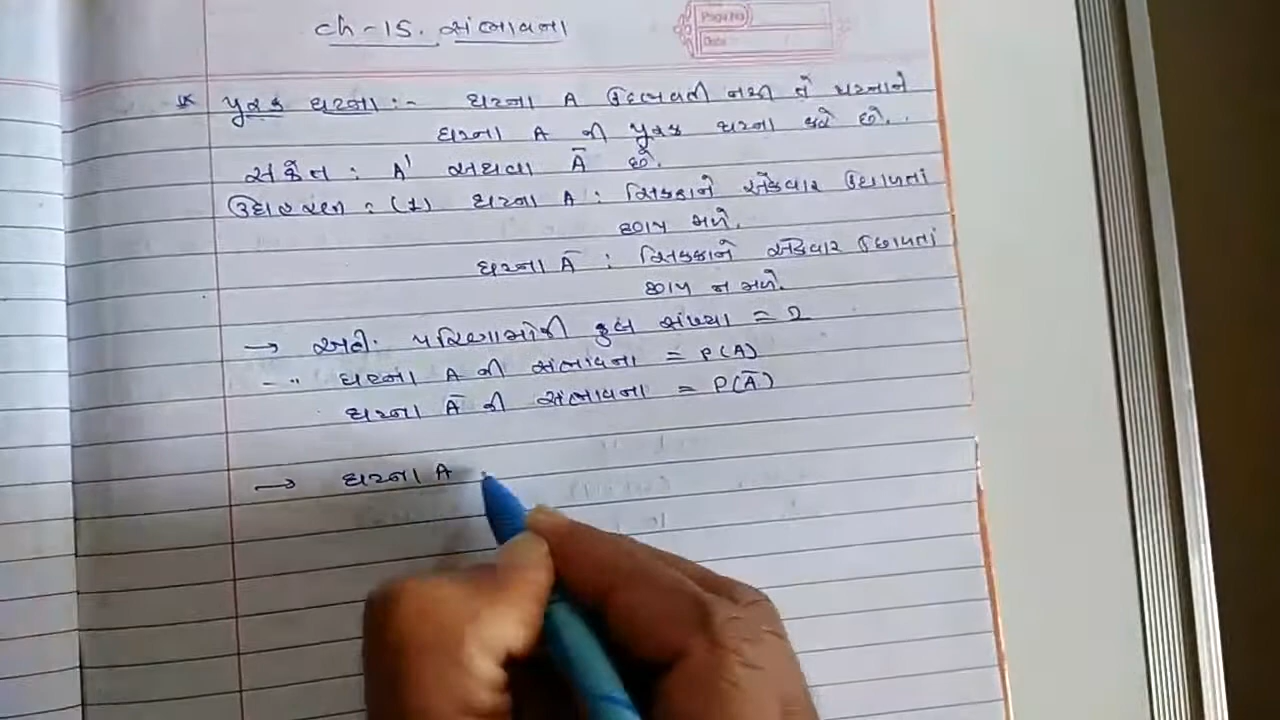 ch-15. સંભાવના
Page No
Date
* પુરક ઘટના :- ઘટના A ઉદ્ભવતી નથી તે ઘટનાને
ઘટના A ની પુરક ઘટના કહે છે..
સંકેત : A' અથવા Ā છે.
ઉદાહરણ : (1) ઘટના A : સિક્કાને એકવાર ઉછાળતાં
છાપ મળે.
ઘટના Ā : સિક્કાને એકવાર ઉછાળતાં
છાપ ન મળે.
→ અહીં પરિણામોની કુલ સંખ્યા = 2
- " ઘટના A ની સંભાવના = P(A)
ઘટના Ā ની સંભાવના = P(Ā)
→ ઘટના A